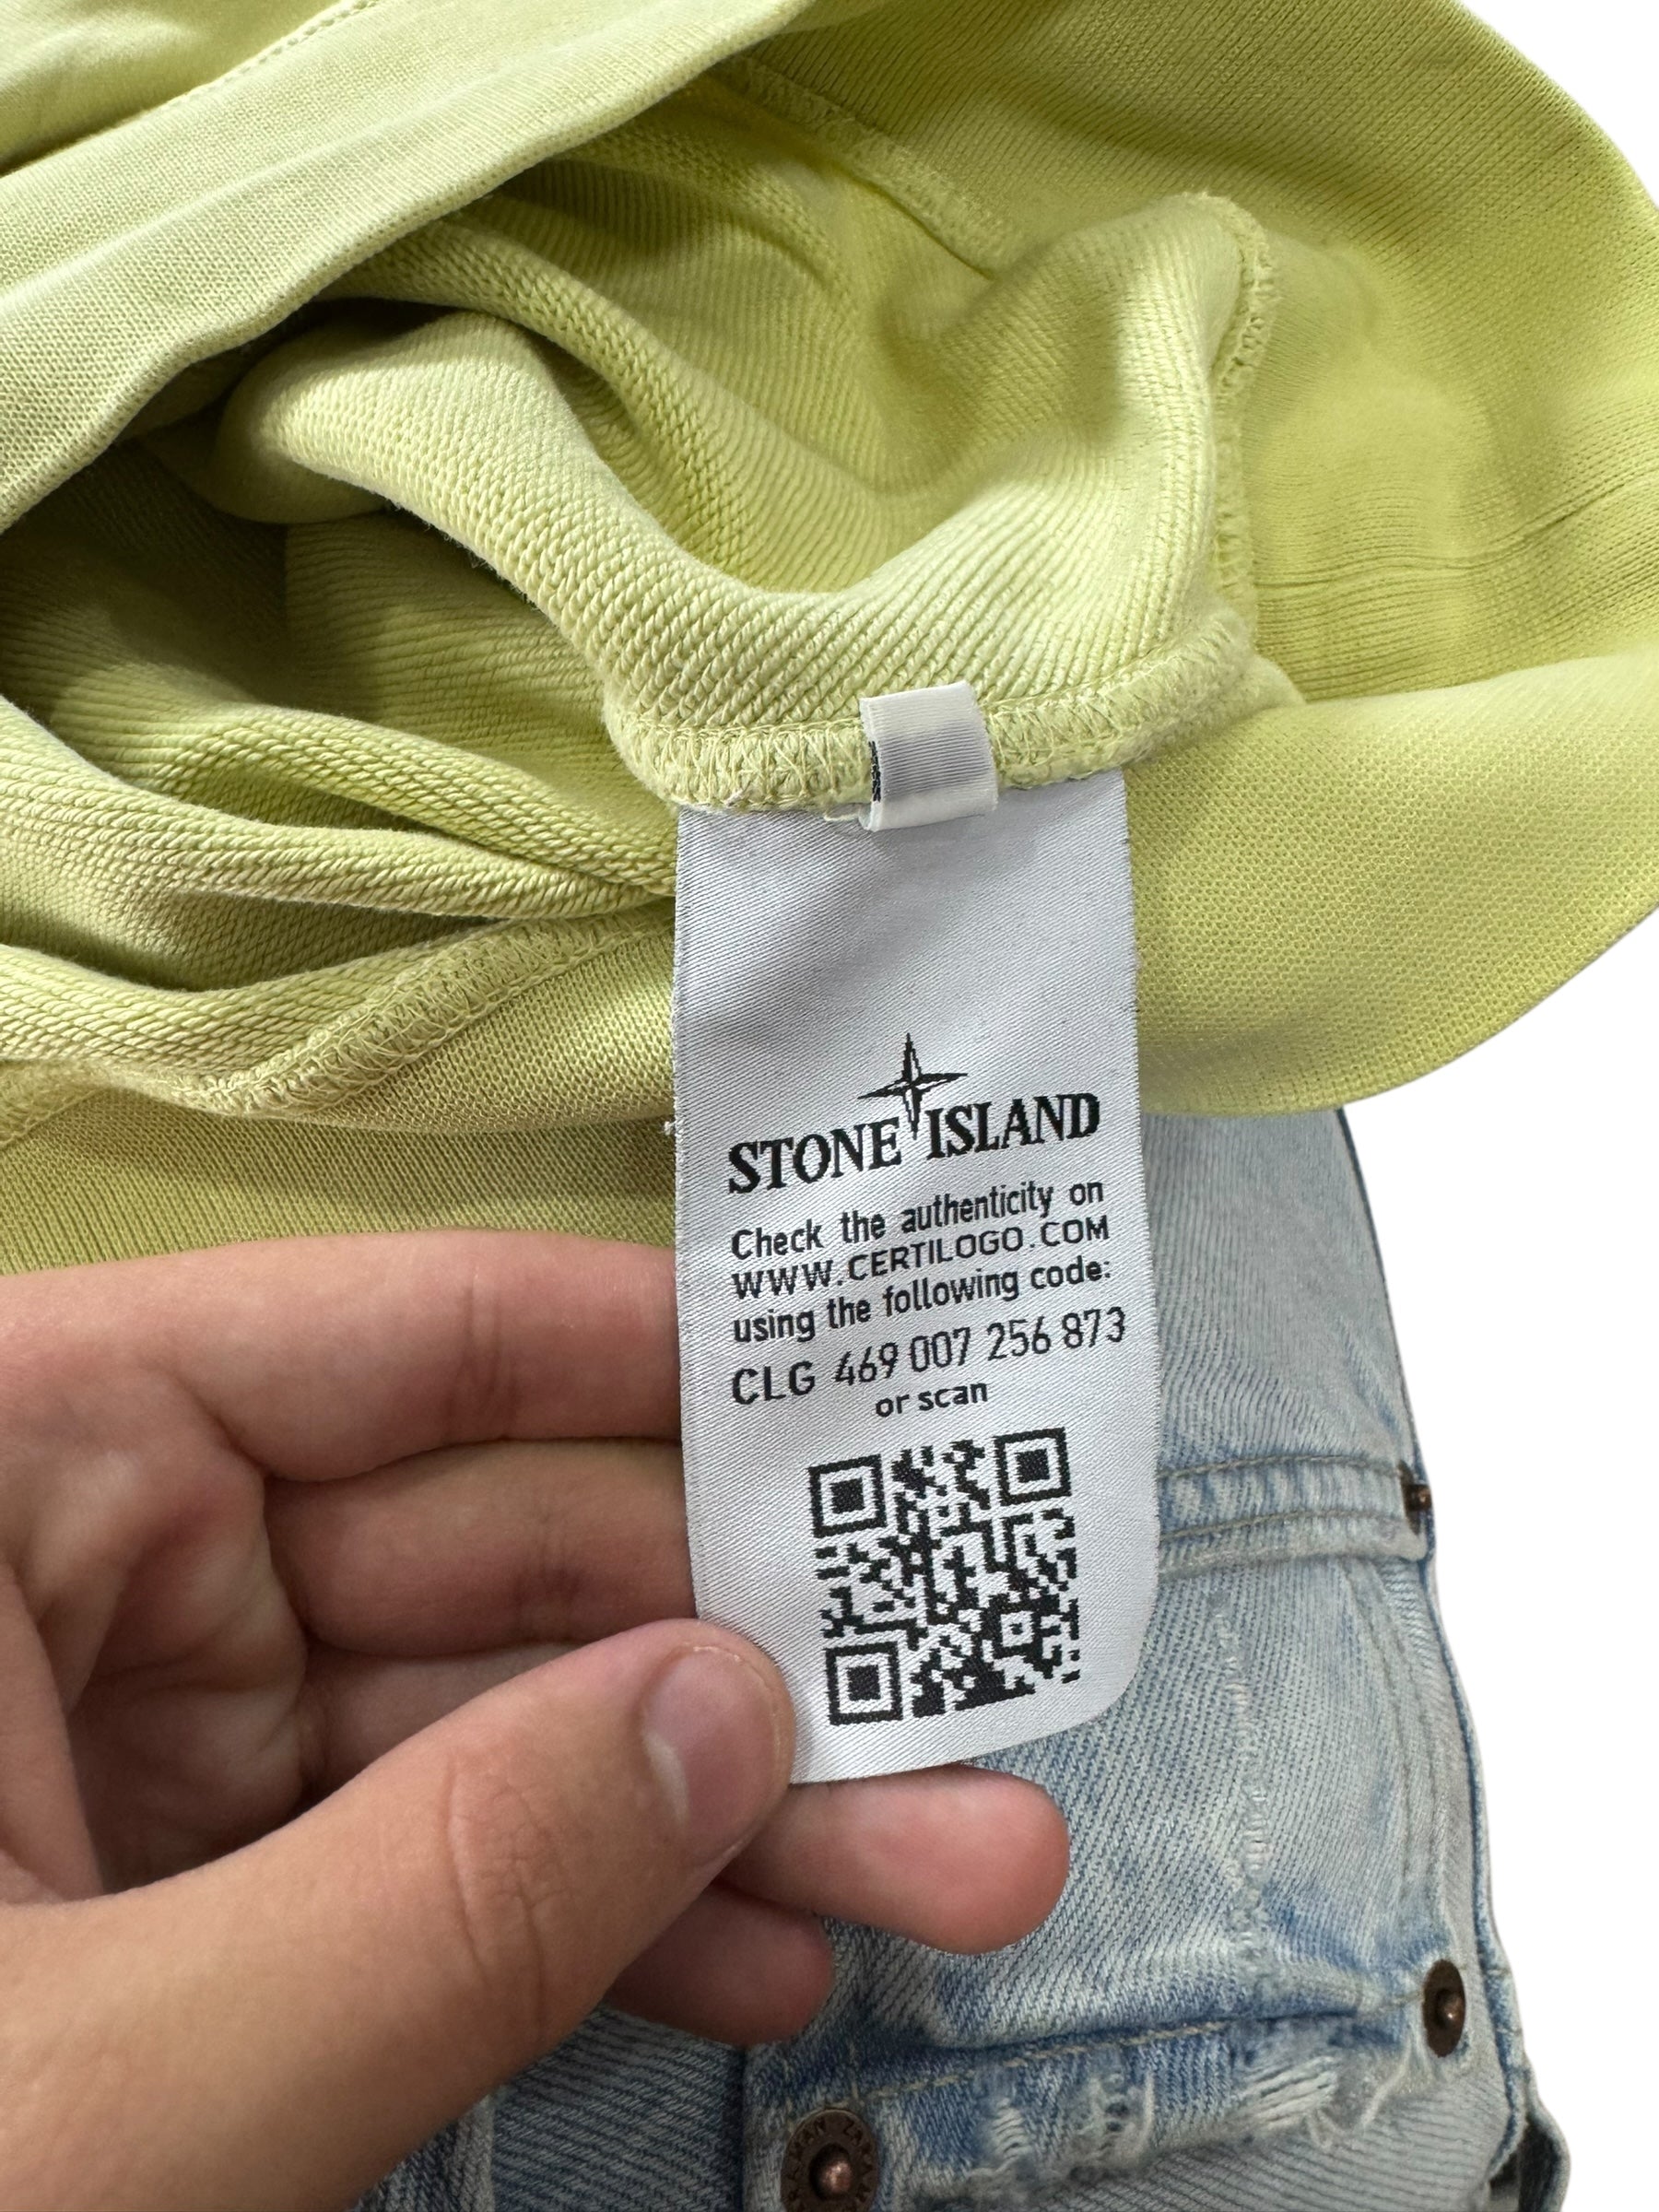 STONE ISLAND
Check the authenticity on
WWW.CERTILOGO.COM
using the following code:
CLG 469 007 256 873
or scan